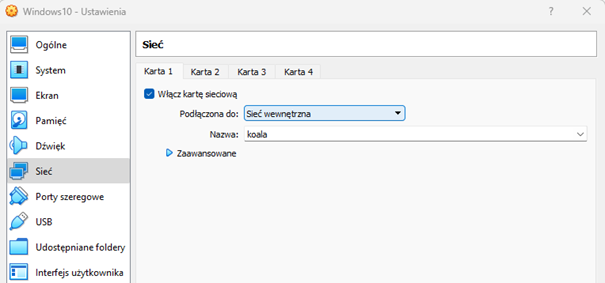 Windows10 - Ustawienia
?
Ogólne
System
Ekran
Pamięć
Dźwięk
Sieć
Porty szeregowe
USB
Udostępniane foldery
Interfejs użytkownika
Sieć
Karta 1 Karta 2 Karta 3 Karta 4
Włącz kartę sieciową
Podłączona do: Sieć wewnętrzna
Nazwa: koala
Zaawansowane